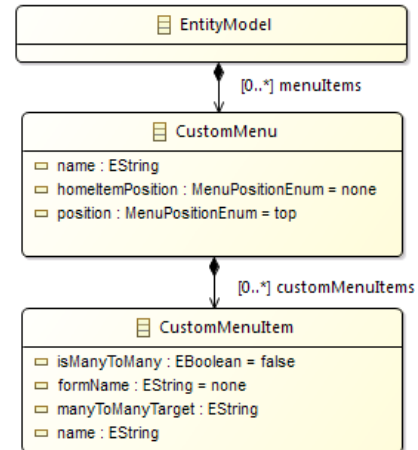 EntityModel
[0..*] menuItems
CustomMenu
name : EString
homeItemPosition : MenuPositionEnum = none
position : MenuPositionEnum = top
[0..*] customMenuItems
CustomMenuItem
isManyToMany : EBoolean = false
formName : EString = none
manyToManyTarget : EString
name : EString